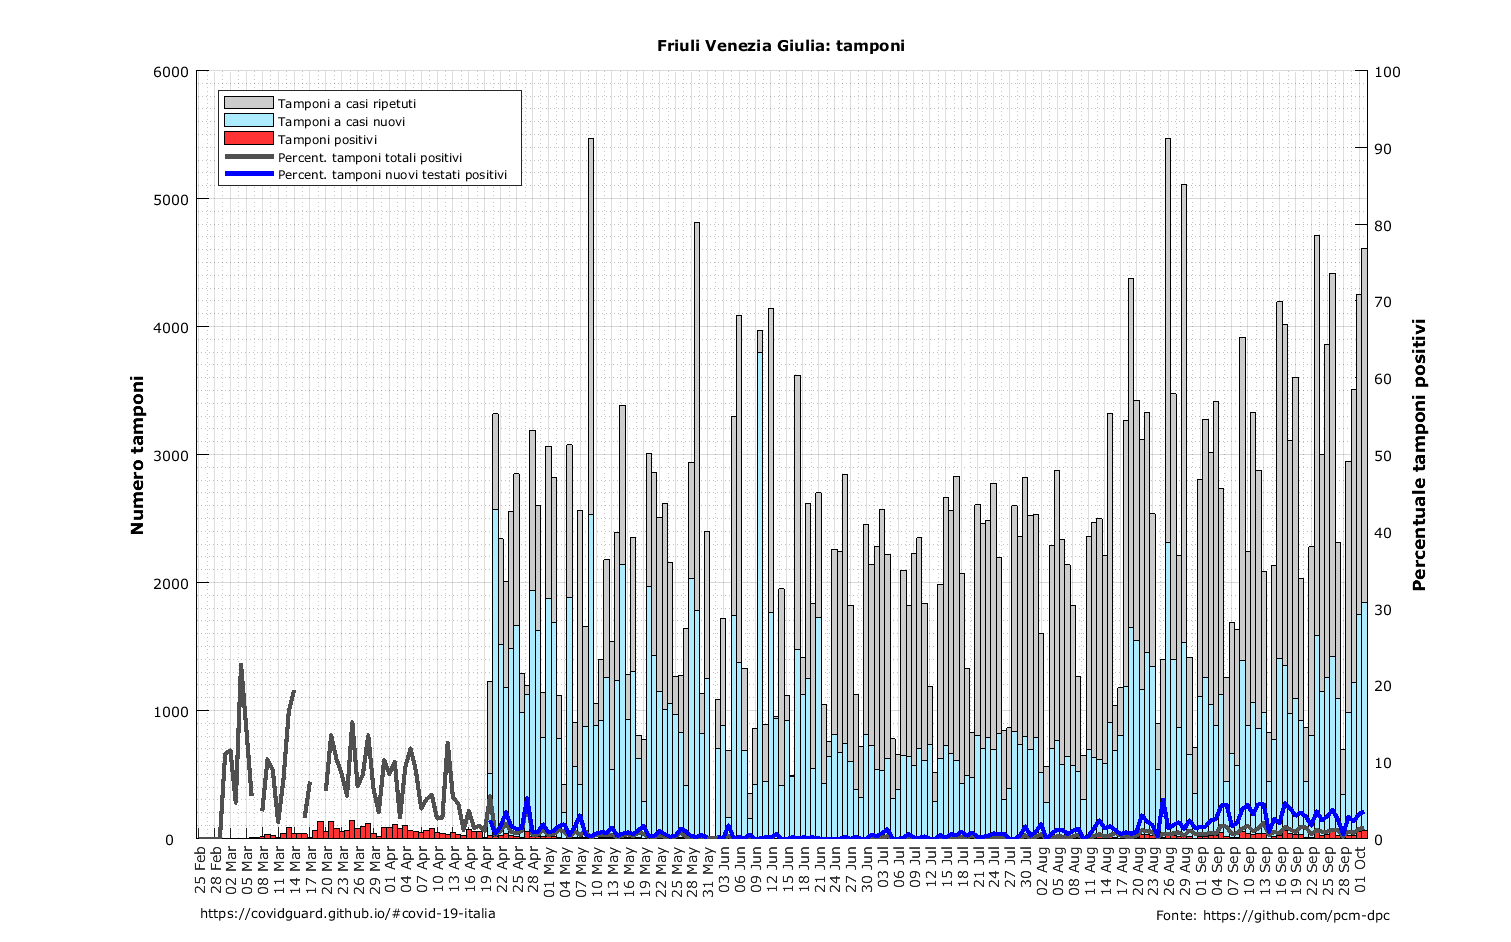 Friuli Venezia Giulia: tamponi
Tamponi a casi ripetuti
Tamponi a casi nuovi
Tamponi positivi
Percent. tamponi totali positivi
Percent. tamponi nuovi testati positivi
Numero tamponi
6000
5000
4000
3000
2000
1000
0
Percentuale tamponi positivi
100
90
80
70
60
50
40
30
20
10
0
25 Feb
28 Feb
02 Mar
05 Mar
08 Mar
11 Mar
14 Mar
17 Mar
20 Mar
23 Mar
26 Mar
29 Mar
01 Apr
04 Apr
07 Apr
10 Apr
13 Apr
16 Apr
19 Apr
22 Apr
25 Apr
28 Apr
01 May
04 May
07 May
10 May
13 May
16 May
19 May
22 May
25 May
28 May
31 May
03 Jun
06 Jun
09 Jun
12 Jun
15 Jun
18 Jun
21 Jun
24 Jun
27 Jun
30 Jun
03 Jul
06 Jul
09 Jul
12 Jul
15 Jul
18 Jul
21 Jul
24 Jul
27 Jul
30 Jul
02 Aug
05 Aug
08 Aug
11 Aug
14 Aug
17 Aug
20 Aug
23 Aug
26 Aug
29 Aug
01 Sep
04 Sep
07 Sep
10 Sep
13 Sep
16 Sep
19 Sep
22 Sep
25 Sep
28 Sep
01 Oct
https://covidguard.github.io/#covid-19-italia
Fonte: https://github.com/pcm-dpc